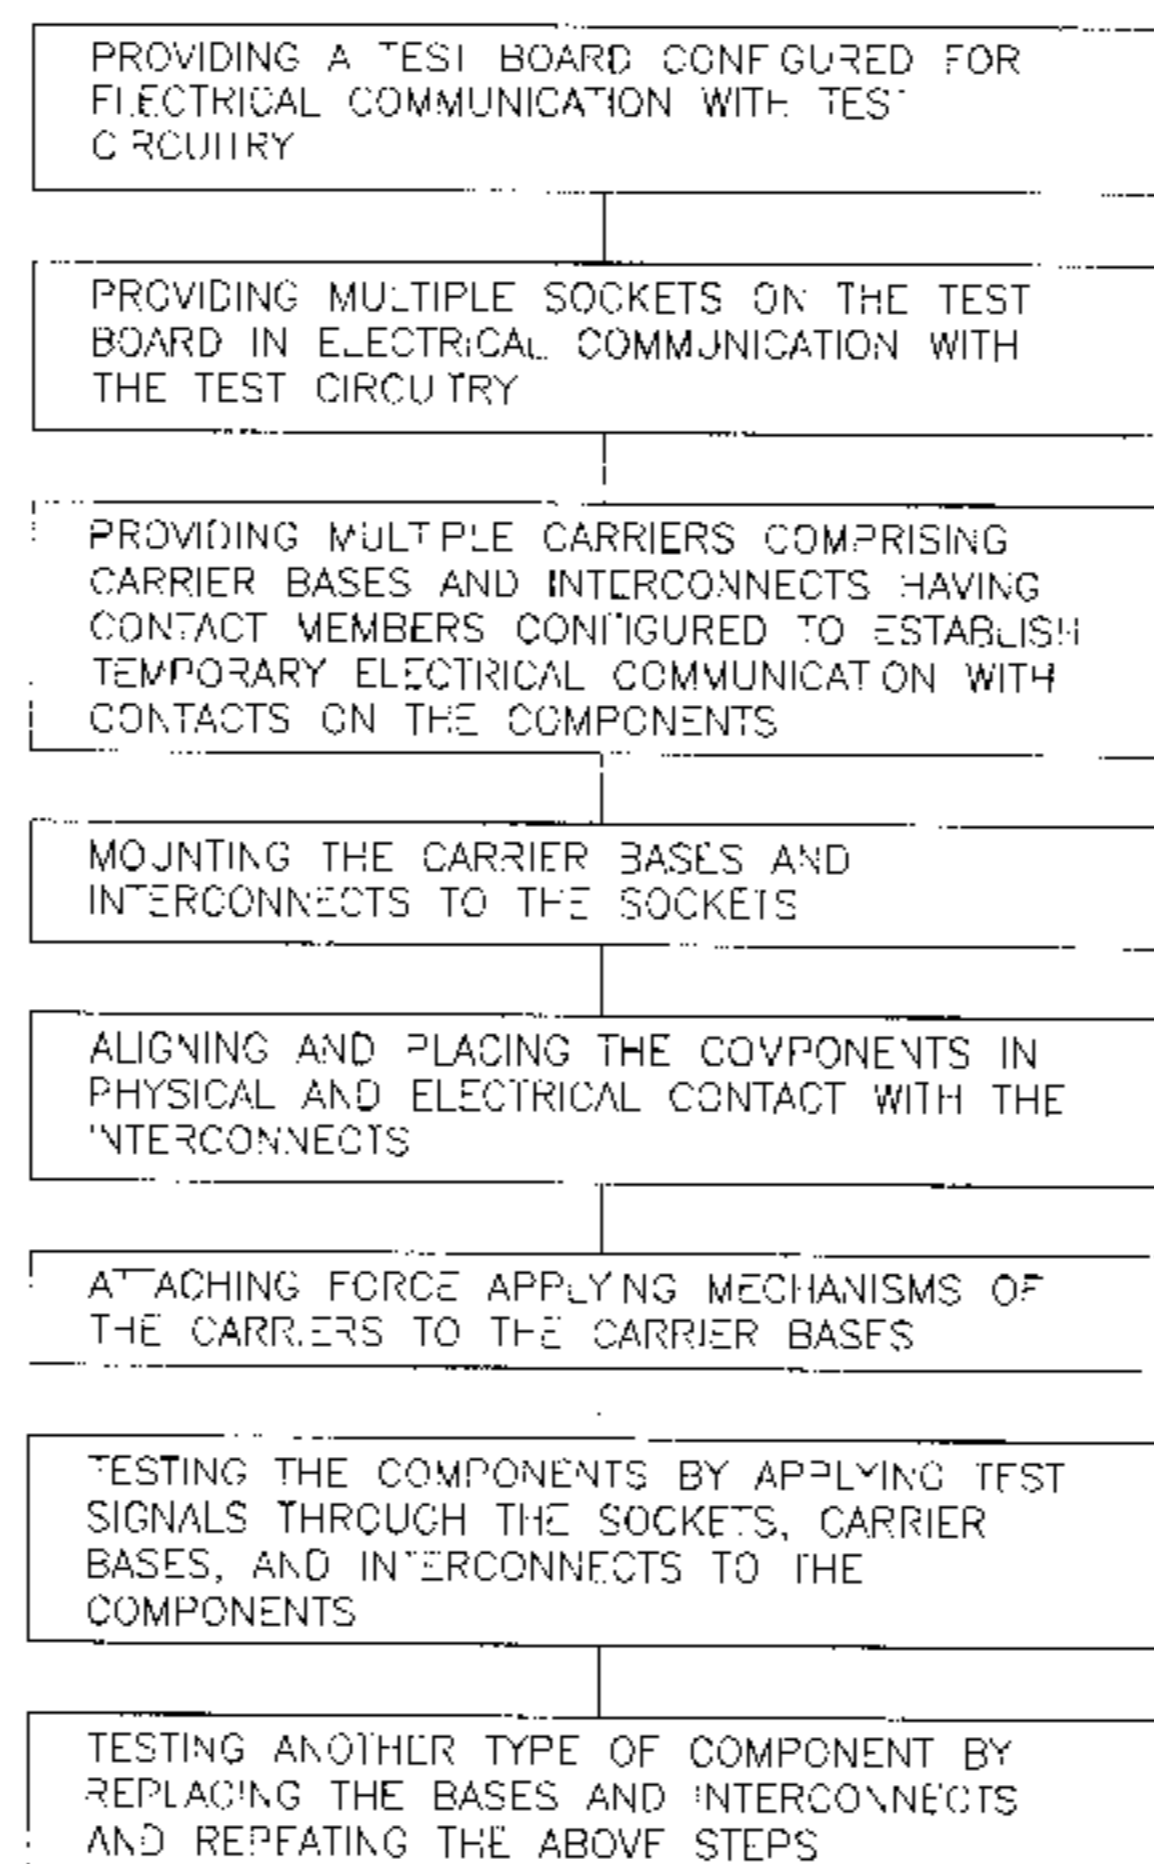 PROVIDING A TEST BOARD CONFIGURED FOR
ELECTRICAL COMMUNICATION WITH TEST
CIRCUITRY
PROVIDING MULTIPLE SOCKETS ON THE TEST
BOARD IN ELECTRICAL COMMUNICATION WITH
THE TEST CIRCUITRY
PROVIDING MULTIPLE CARRIERS COMPRISING
CARRIER BASES AND INTERCONNECTS HAVING
CONTACT MEMBERS CONFIGURED TO ESTABLISH
TEMPORARY ELECTRICAL COMMUNICATION WITH
CONTACTS ON THE COMPONENTS
MOUNTING THE CARRIER BASES AND
INTERCONNECTS TO THE SOCKETS
ALIGNING AND PLACING THE COMPONENTS IN
PHYSICAL AND ELECTRICAL CONTACT WITH THE
INTERCONNECTS
ATTACHING FORCE APPLYING MECHANISMS OF
THE CARRIERS TO THE CARRIER BASES
TESTING THE COMPONENTS BY APPLYING TEST
SIGNALS THROUGH THE SOCKETS, CARRIER
BASES, AND INTERCONNECTS TO THE
COMPONENTS
TESTING ANOTHER TYPE OF COMPONENT BY
REPLACING THE BASES AND INTERCONNECTS
AND REPEATING THE ABOVE STEPS